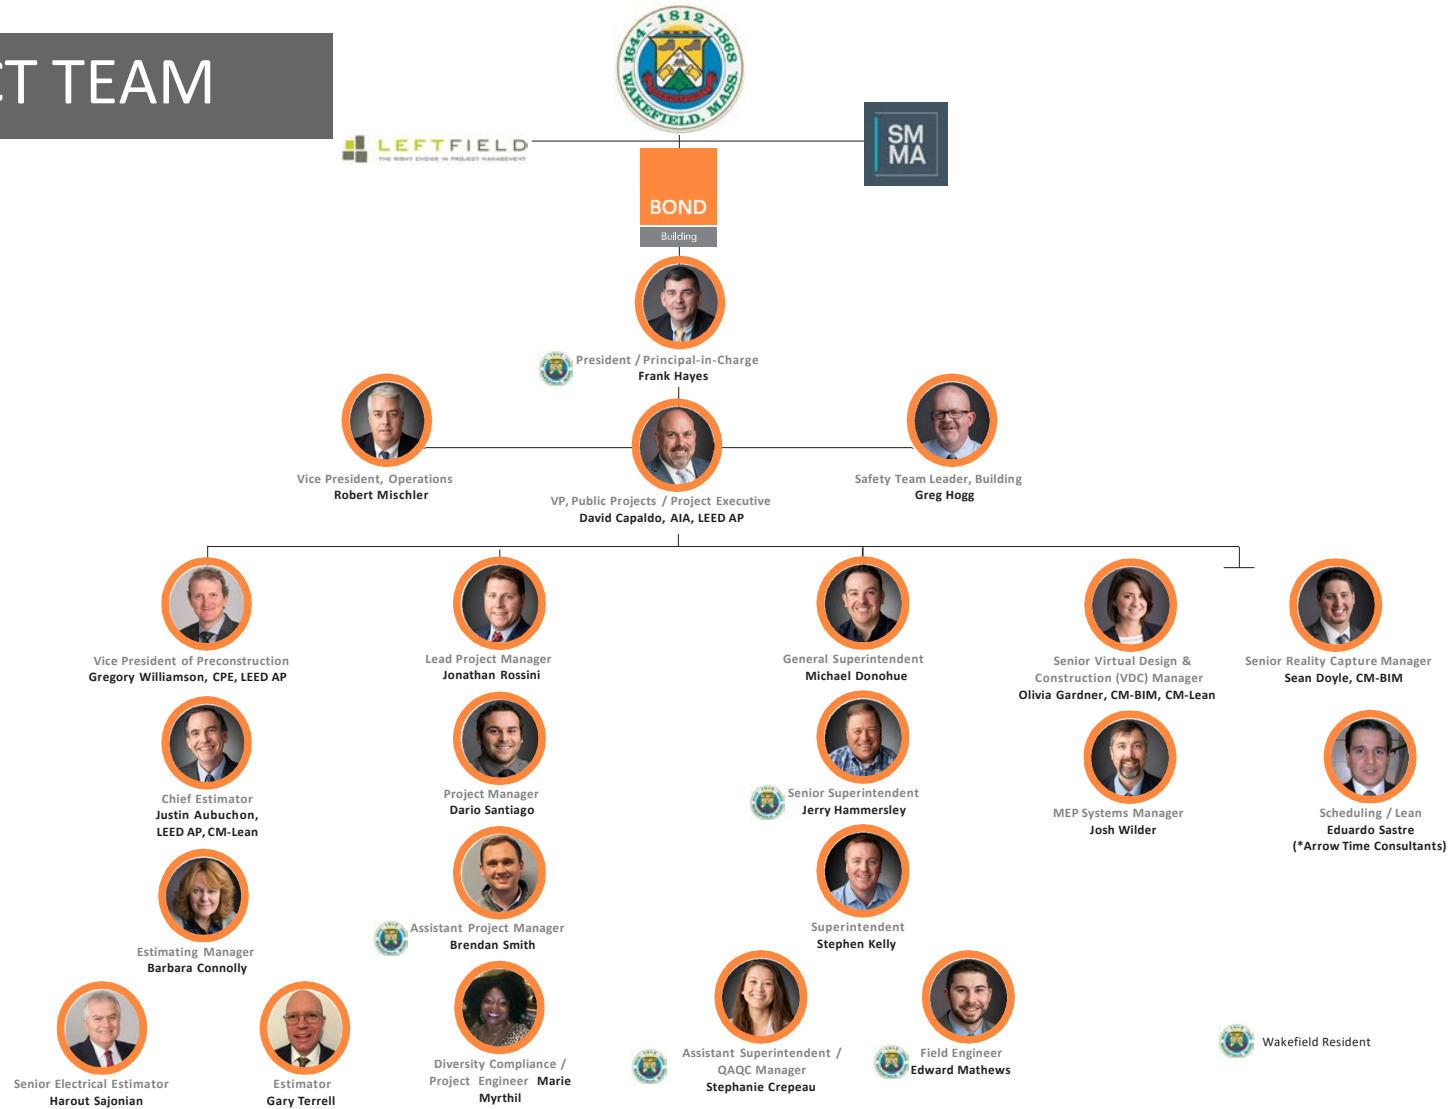 CT TEAM
1644 - 1812 - 1868
WAKEFIELD, MASS.
LEFTFIELD
THE RIGHT CHOICE IN PROJECT MANAGEMENT
SM
MA
BOND
Building
President / Principal-in-Charge
Frank Hayes
Vice President, Operations
Robert Mischler
VP, Public Projects / Project Executive
David Capaldo, AIA, LEED AP
Safety Team Leader, Building
Greg Hogg
Vice President of Preconstruction
Gregory Williamson, CPE, LEED AP
Lead Project Manager
Jonathan Rossini
General Superintendent
Michael Donohue
Senior Virtual Design &
Construction (VDC) Manager
Olivia Gardner, CM-BIM, CM-Lean
Senior Reality Capture Manager
Sean Doyle, CM-BIM
Chief Estimator
Justin Aubuchon,
LEED AP, CM-Lean
Project Manager
Dario Santiago
Senior Superintendent
Jerry Hammersley
MEP Systems Manager
Josh Wilder
Scheduling / Lean
Eduardo Sastre
(*Arrow Time Consultants)
Estimating Manager
Barbara Connolly
Assistant Project Manager
Brendan Smith
Superintendent
Stephen Kelly
Senior Electrical Estimator
Harout Sajonian
Estimator
Gary Terrell
Diversity Compliance /
Project Engineer Marie
Myrthil
Assistant Superintendent /
QAQC Manager
Stephanie Crepeau
Field Engineer
Edward Mathews
Wakefield Resident